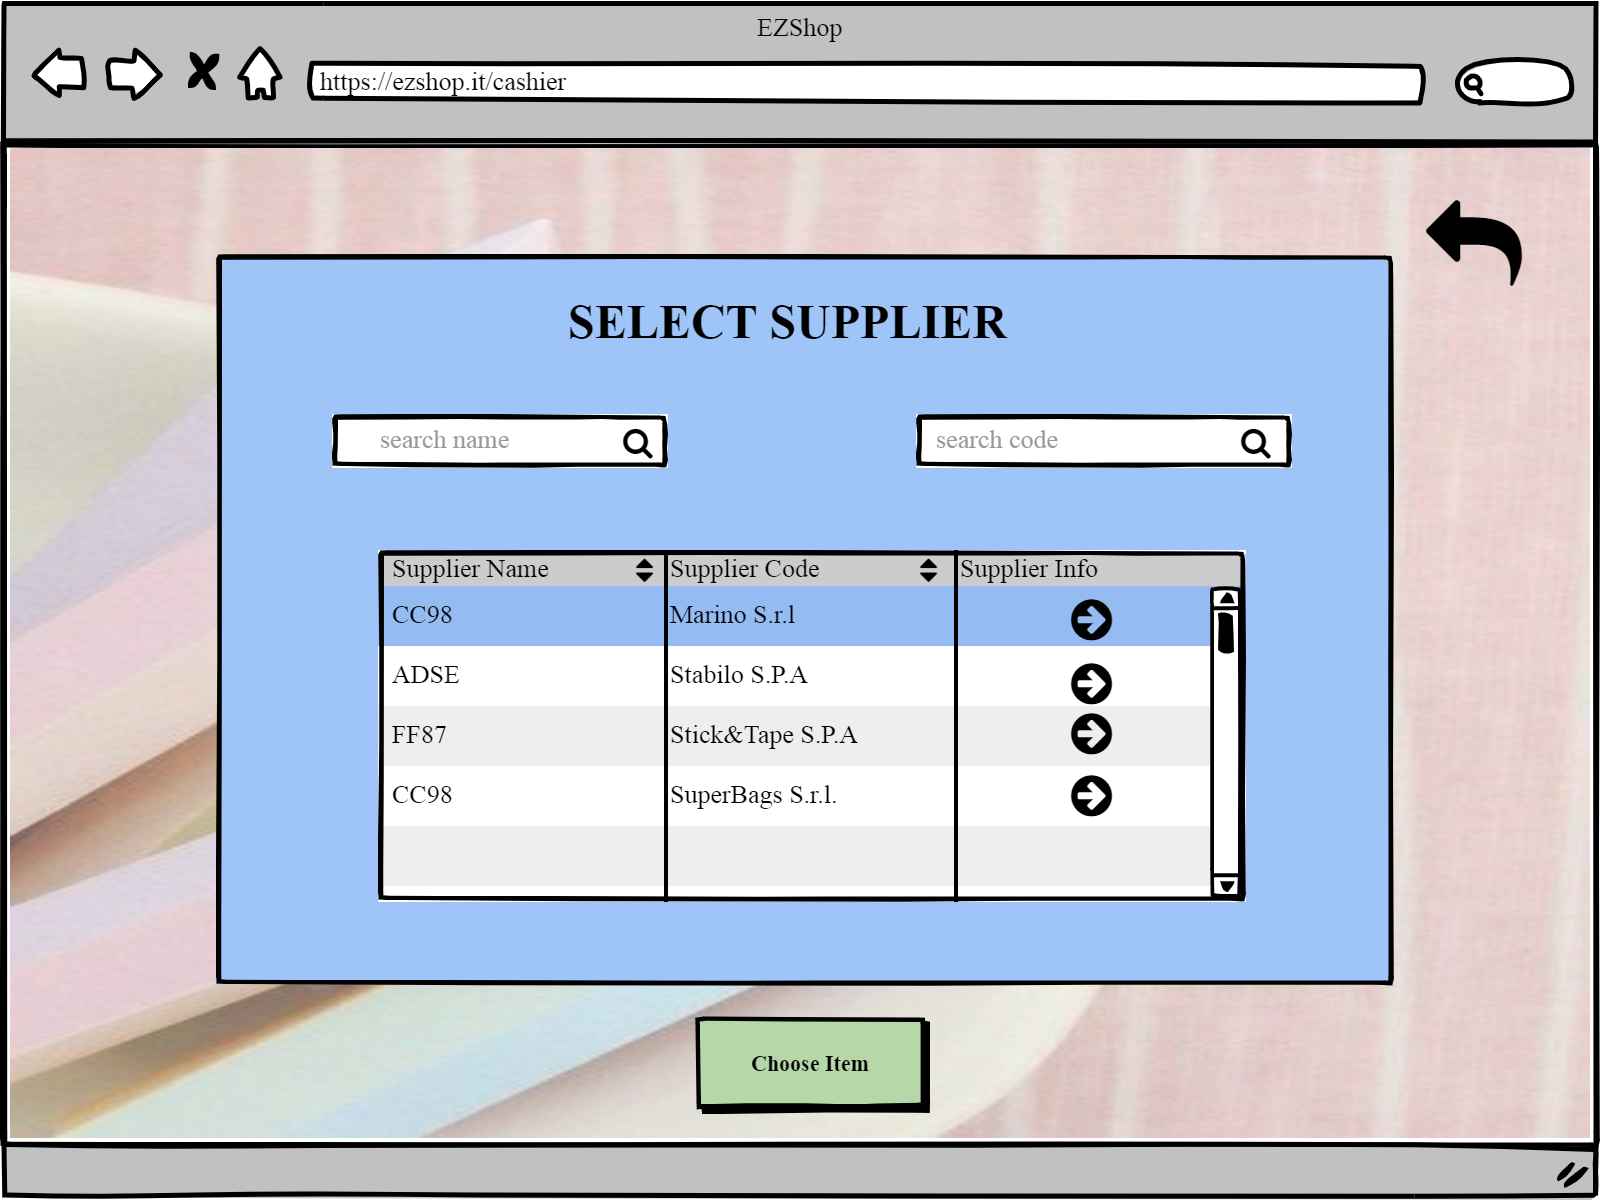 EZShop
https://ezshop.it/cashier
SELECT SUPPLIER
search name
search code
Supplier Name Supplier Code Supplier Info
CC98 Marino S.r.l
ADSE Stabilo S.P.A
FF87 Stick&Tape S.P.A
CC98 SuperBags S.r.l.
Choose Item